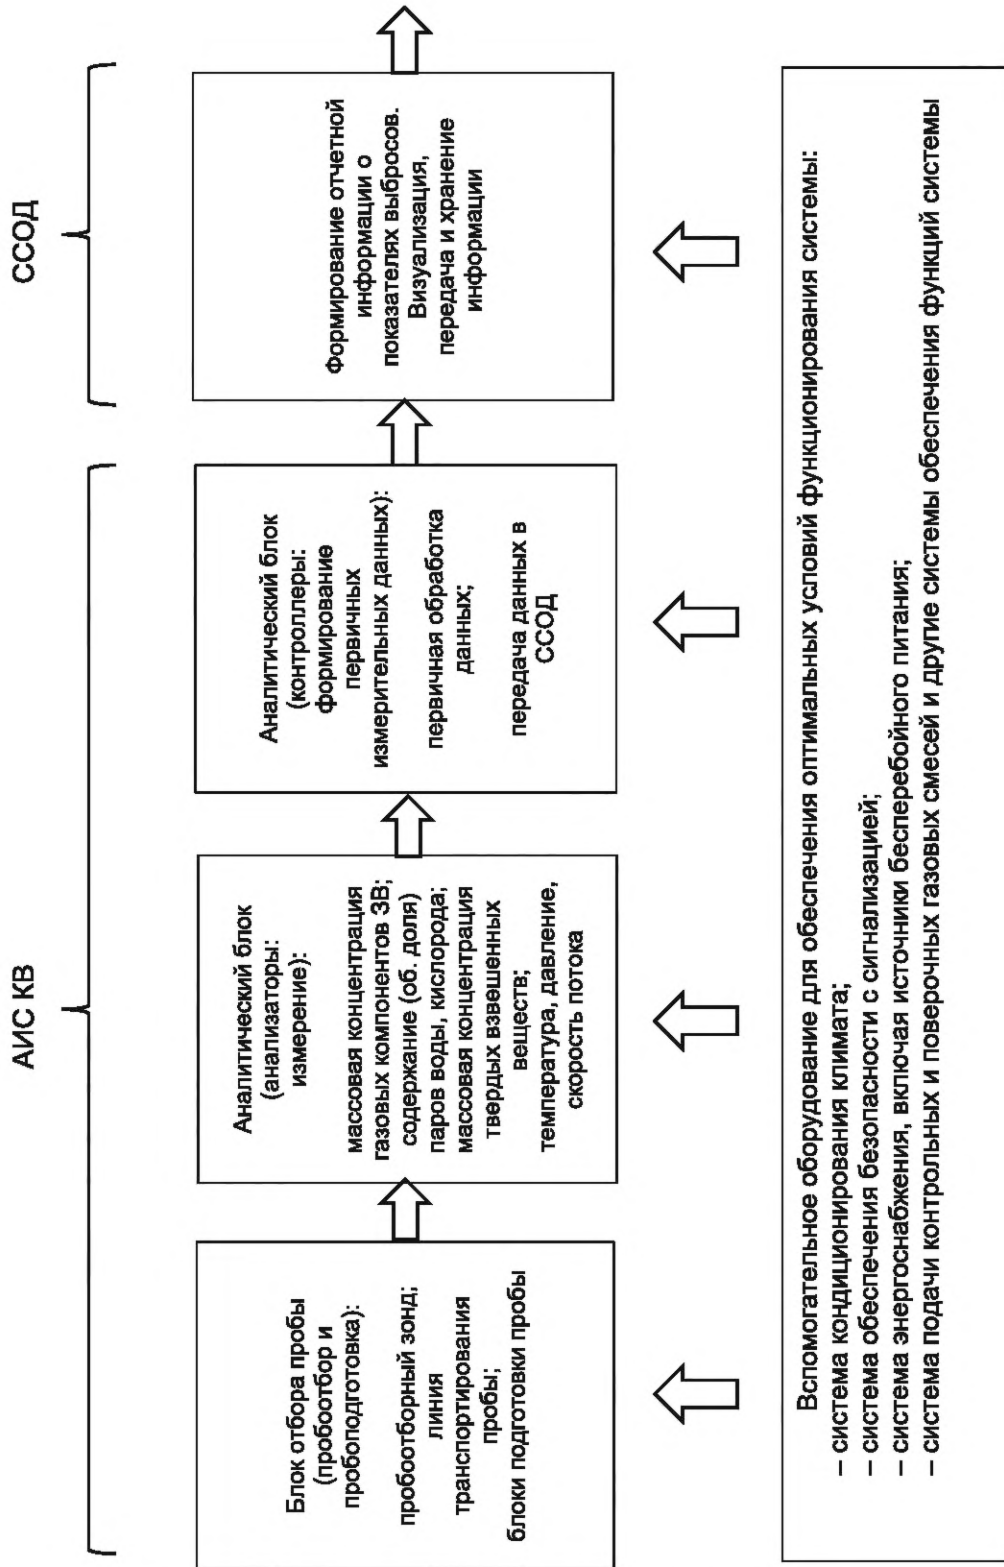 АИС КВ
ССОД
Блок отбора пробы
(пробоотбор и
пробоподготовка):
пробоотборный зонд;
линия
транспортирования
пробы;
блоки подготовки пробы
Аналитический блок
(анализаторы:
измерение):
массовая концентрация
газовых компонентов ЗВ;
содержание (об. доля)
паров воды, кислорода;
массовая концентрация
твердых взвешенных
веществ;
температура, давление,
скорость потока
Аналитический блок
(контроллеры:
формирование
первичных
измерительных данных):
первичная обработка
данных;
передача данных в
ССОД
Формирование отчетной
информации о
показателях выбросов.
Визуализация,
передача и хранение
информации
Вспомогательное оборудование для обеспечения оптимальных условий функционирования системы:
– система кондиционирования климата;
– система обеспечения безопасности с сигнализацией;
– система энергоснабжения, включая источники бесперебойного питания;
– система подачи контрольных и поверочных газовых смесей и другие системы обеспечения функций системы